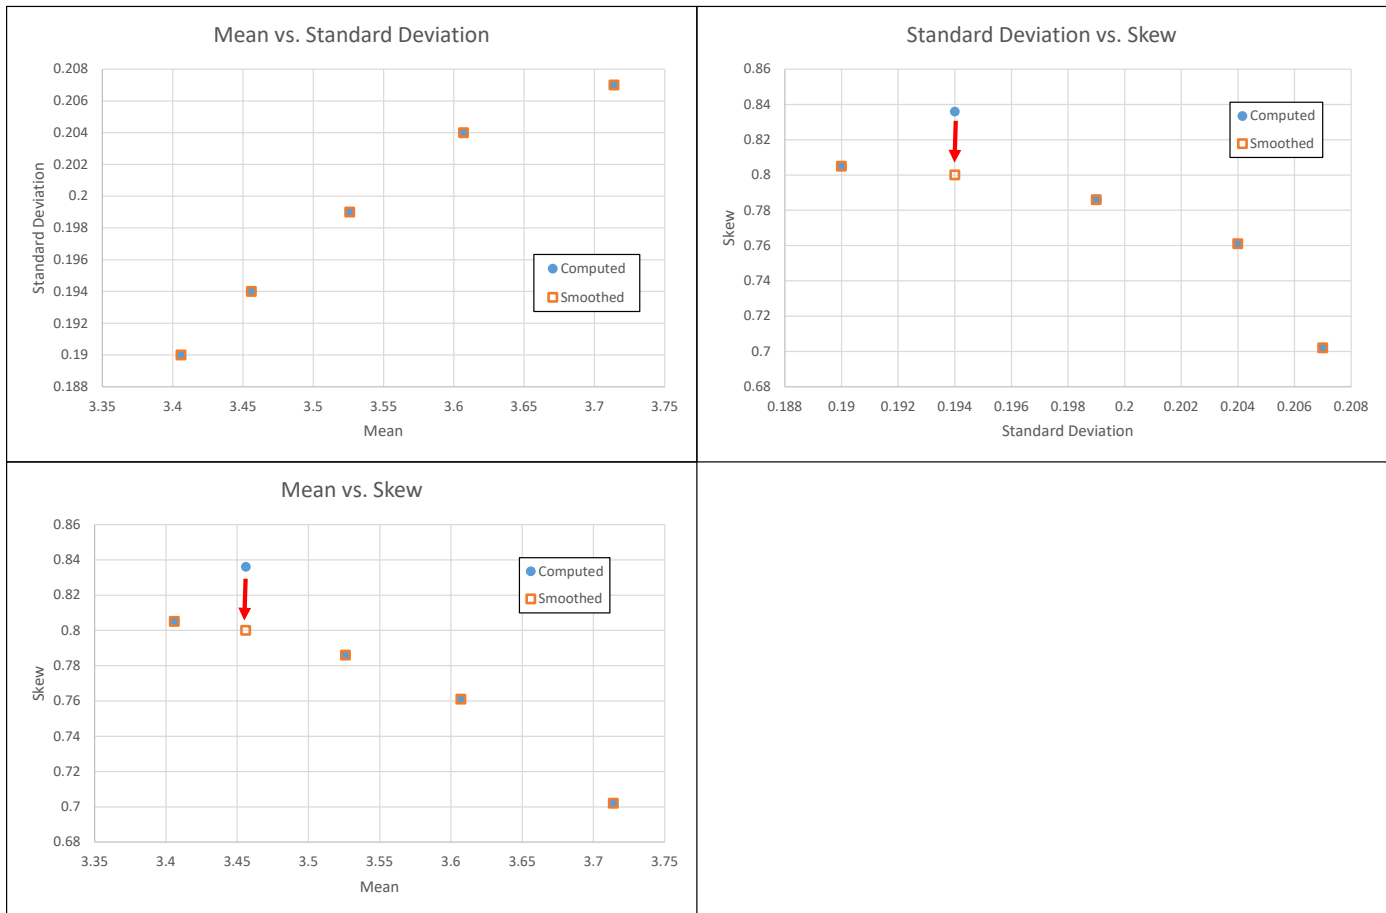 Mean vs. Standard Deviation
0.208
0.206
0.204
0.202
0.2
0.198
0.196
0.194
0.192
0.19
0.188
Standard Deviation
Computed
Smoothed
3.35 3.4 3.45 3.5 3.55 3.6 3.65 3.7 3.75
Mean
Standard Deviation vs. Skew
0.86
0.84
0.82
0.8
0.78
0.76
0.74
0.72
0.7
0.68
Skew
Computed
Smoothed
0.188 0.19 0.192 0.194 0.196 0.198 0.2 0.202 0.204 0.206 0.208
Standard Deviation
Mean vs. Skew
0.86
0.84
0.82
0.8
0.78
0.76
0.74
0.72
0.7
0.68
Skew
Computed
Smoothed
3.35 3.4 3.45 3.5 3.55 3.6 3.65 3.7 3.75
Mean